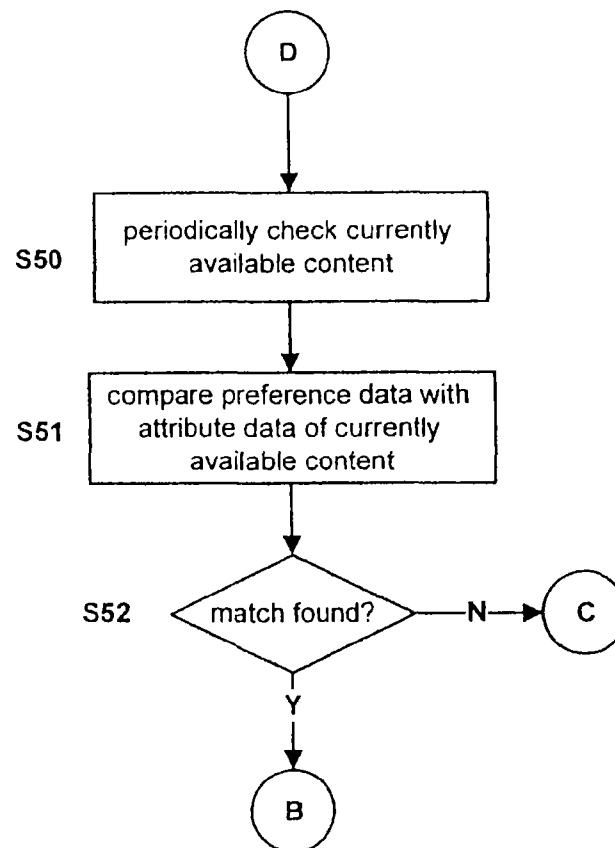 D
S50
periodically check currently
available content
S51
compare preference data with
attribute data of currently
available content
S52
match found?
N
C
Y
B